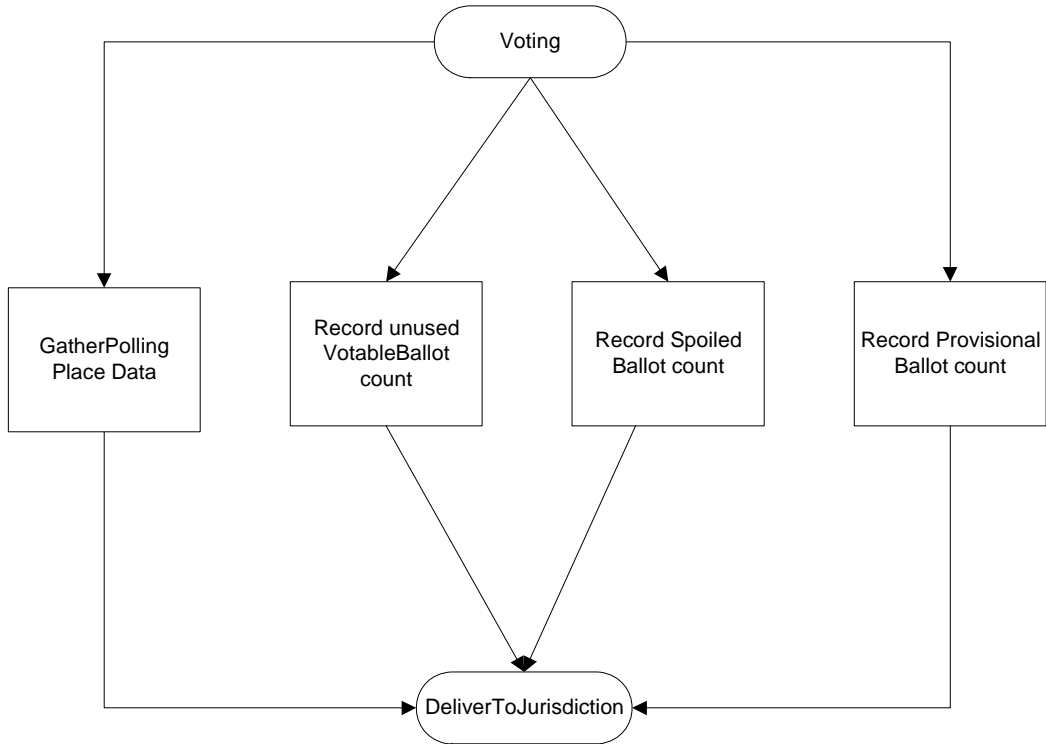 Voting
GatherPolling
Place Data
Record unused
VotableBallot
count
Record Spoiled
Ballot count
Record Provisional
Ballot count
DeliverToJurisdiction